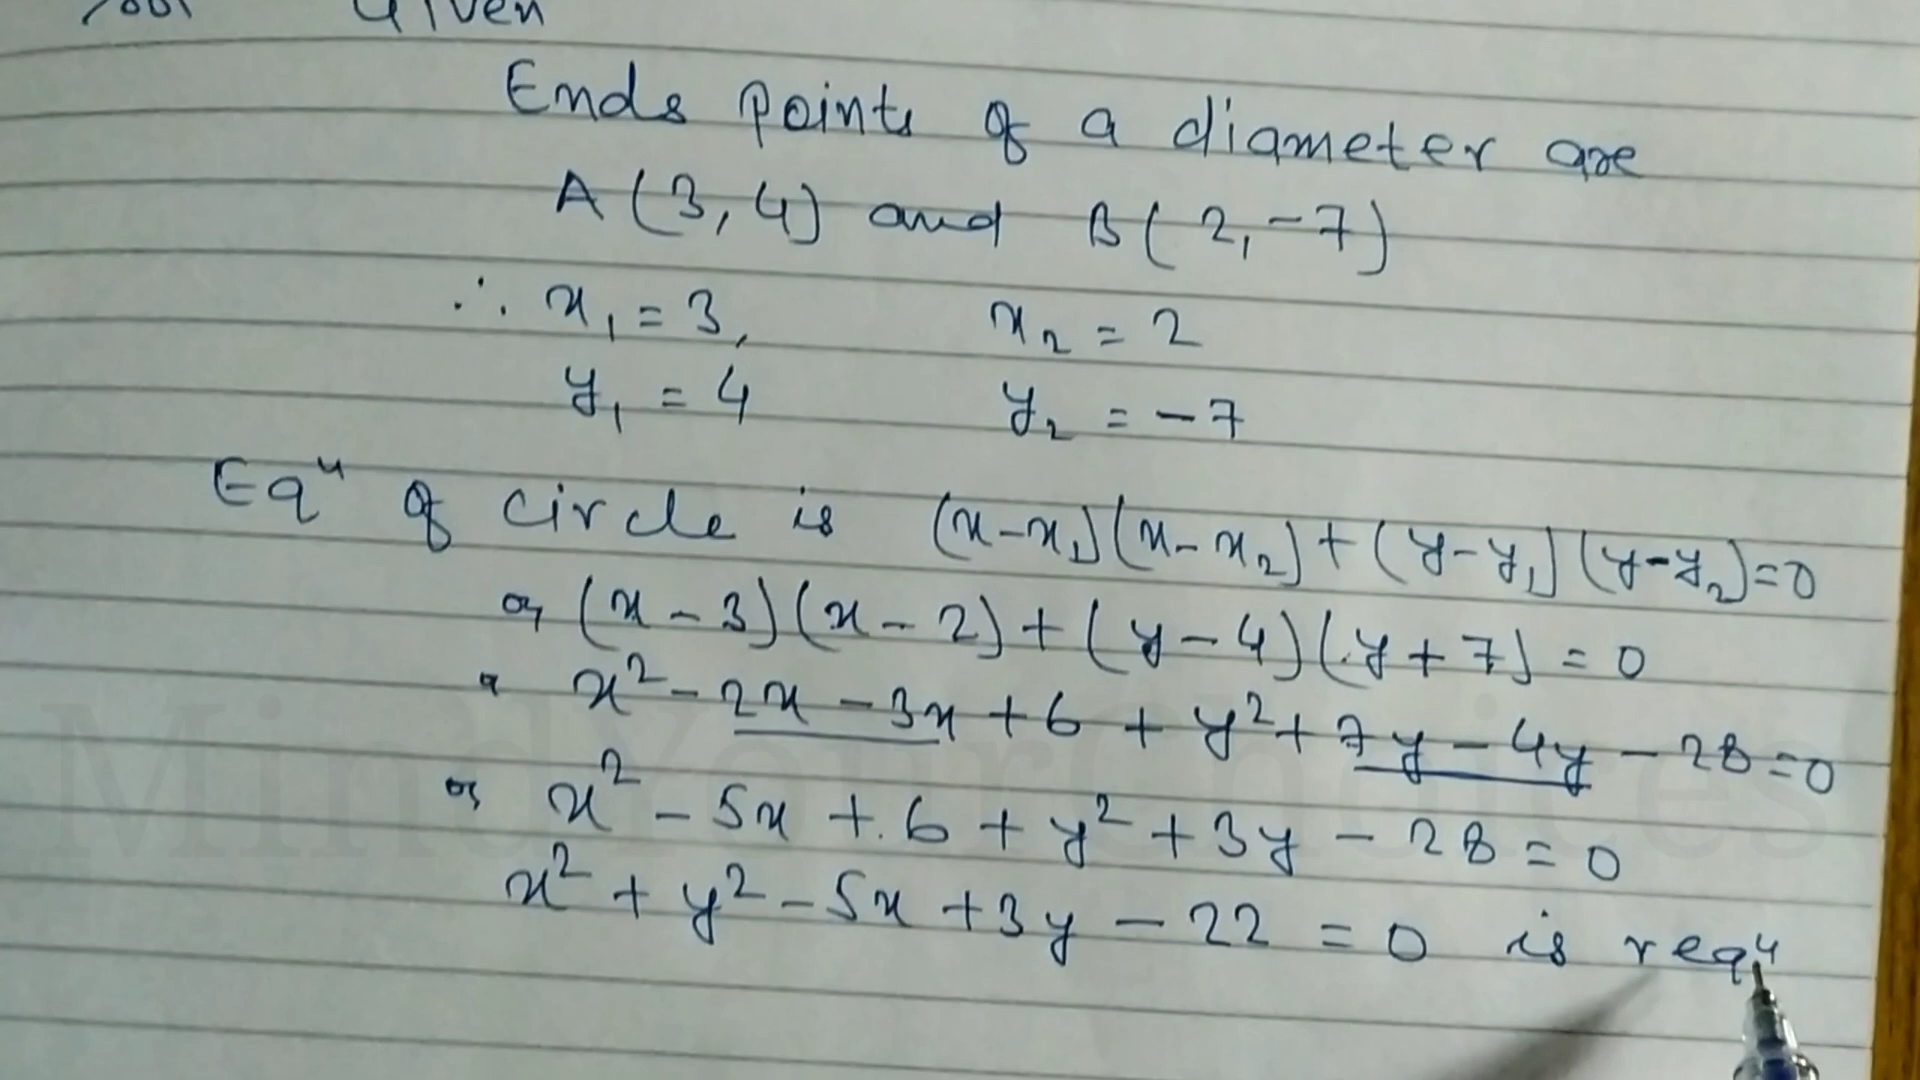 Given
Ends points of a diameter are
A(3,4) and B(2,-7)
∴ x₁ = 3, x₂ = 2
y₁ = 4 y₂ = -7
Eqⁿ of circle is (x-x₁)(x-x₂)+(y-y₁)(y-y₂)=0
or (x-3)(x-2)+(y-4)(y+7)=0
x²-2x-3x+6+y²+7y-4y-28=0
or x²-5x+6+y²+3y-28=0
x²+y²-5x+3y-22=0 is reqⁿ
MindYourChoices